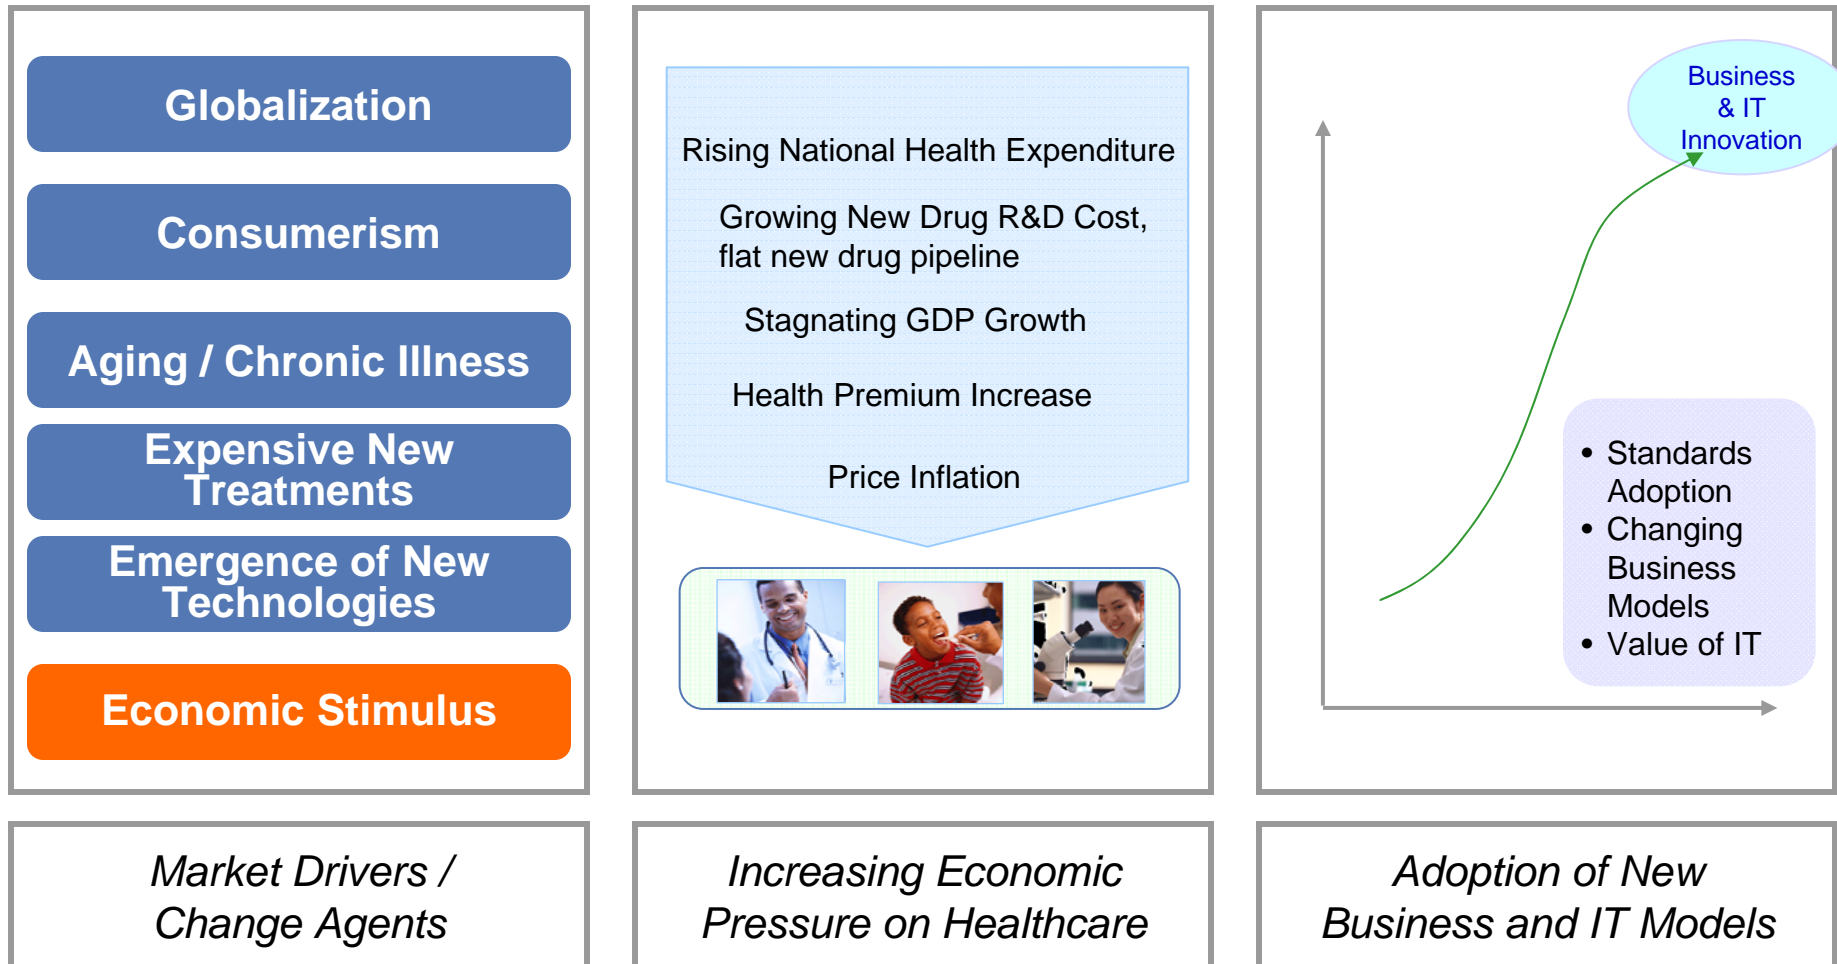 Globalization
Consumerism
Aging / Chronic Illness
Expensive New
Treatments
Emergence of New
Technologies
Economic Stimulus
Market Drivers /
Change Agents
Rising National Health Expenditure
Growing New Drug R&D Cost,
flat new drug pipeline
Stagnating GDP Growth
Health Premium Increase
Price Inflation
Increasing Economic
Pressure on Healthcare
Business
& IT
Innovation
• Standards
Adoption
• Changing
Business
Models
• Value of IT
Adoption of New
Business and IT Models